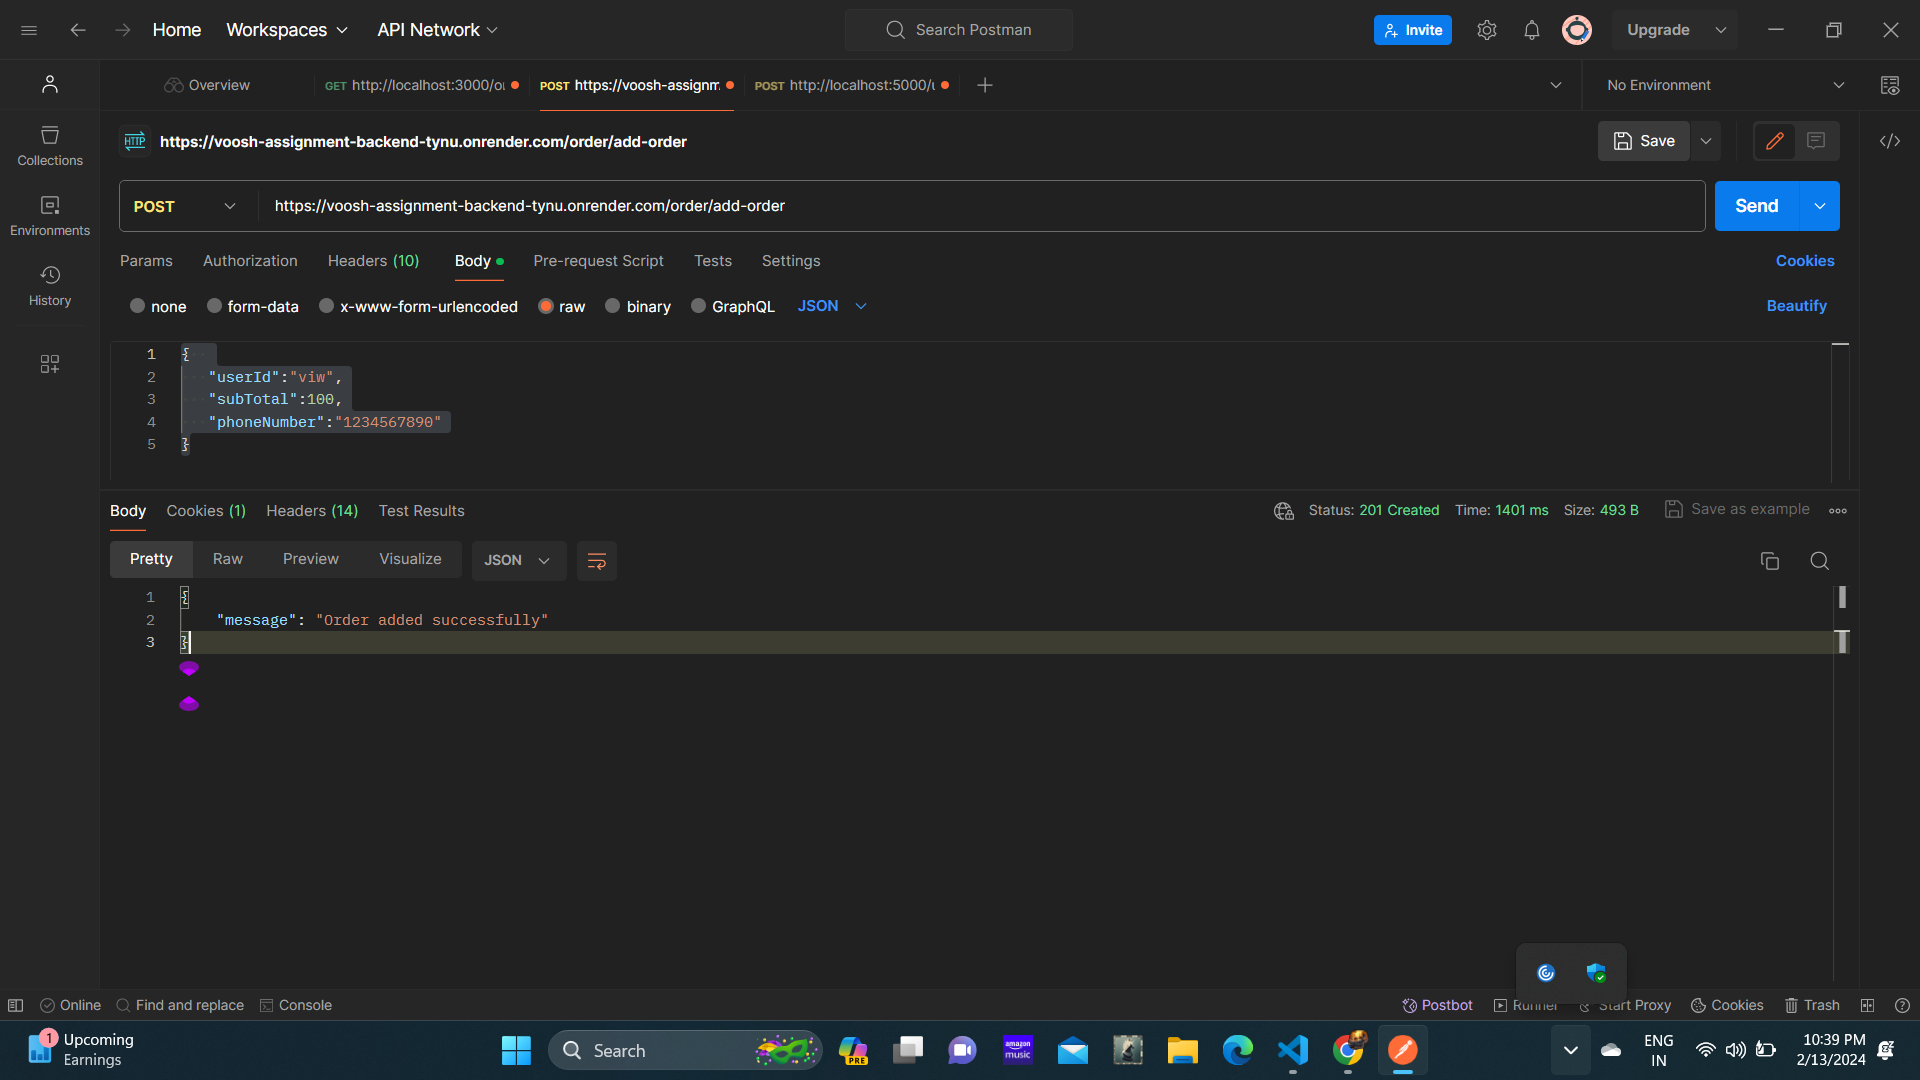 Home Workspaces API Network Search Postman Invite Upgrade
Overview GET http://localhost:3000/o POST https://voosh-assignm POST http://localhost:5000/ No Environment
HTTP https://voosh-assignment-backend-tynu.onrender.com/order/add-order Save
Collections
Environments
History
POST https://voosh-assignment-backend-tynu.onrender.com/order/add-order Send
Params Authorization Headers (10) Body Pre-request Script Tests Settings Cookies
none form-data x-www-form-urlencoded raw binary GraphQL JSON Beautify
1 {
2 "userId":"viw",
3 "subTotal":100,
4 "phoneNumber":"1234567890"
5 }
Body Cookies (1) Headers (14) Test Results Status: 201 Created Time: 1401 ms Size: 493 B Save as example
Pretty Raw Preview Visualize JSON
1 {
2 "message": "Order added successfully"
3 }
Online Find and replace Console Postbot Runner Start Proxy Cookies Trash
1 Upcoming
Earnings
Search
PRE
amazon
music
ENG
IN
10:39 PM
2/13/2024